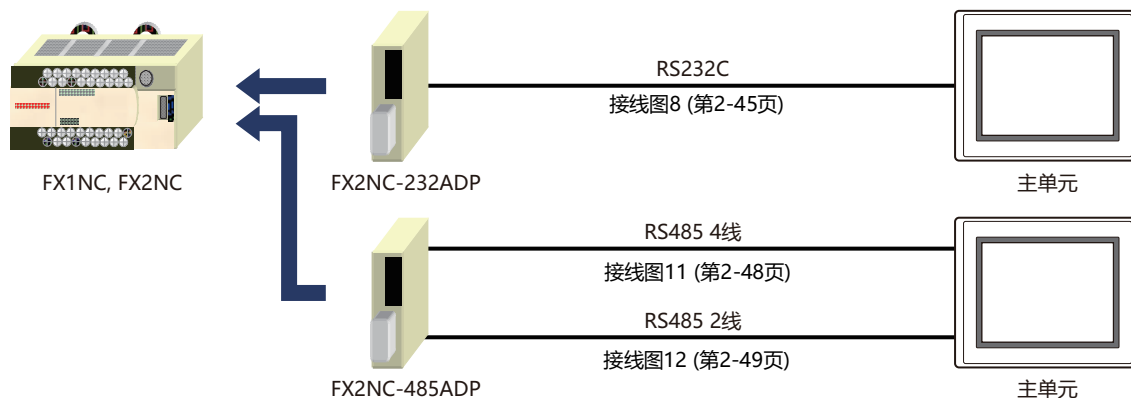 RS232C
接线图8 (第2-45页)
FX1NC, FX2NC
FX2NC-232ADP
主单元
RS485 4线
接线图11 (第2-48页)
RS485 2线
接线图12 (第2-49页)
FX2NC-485ADP
主单元